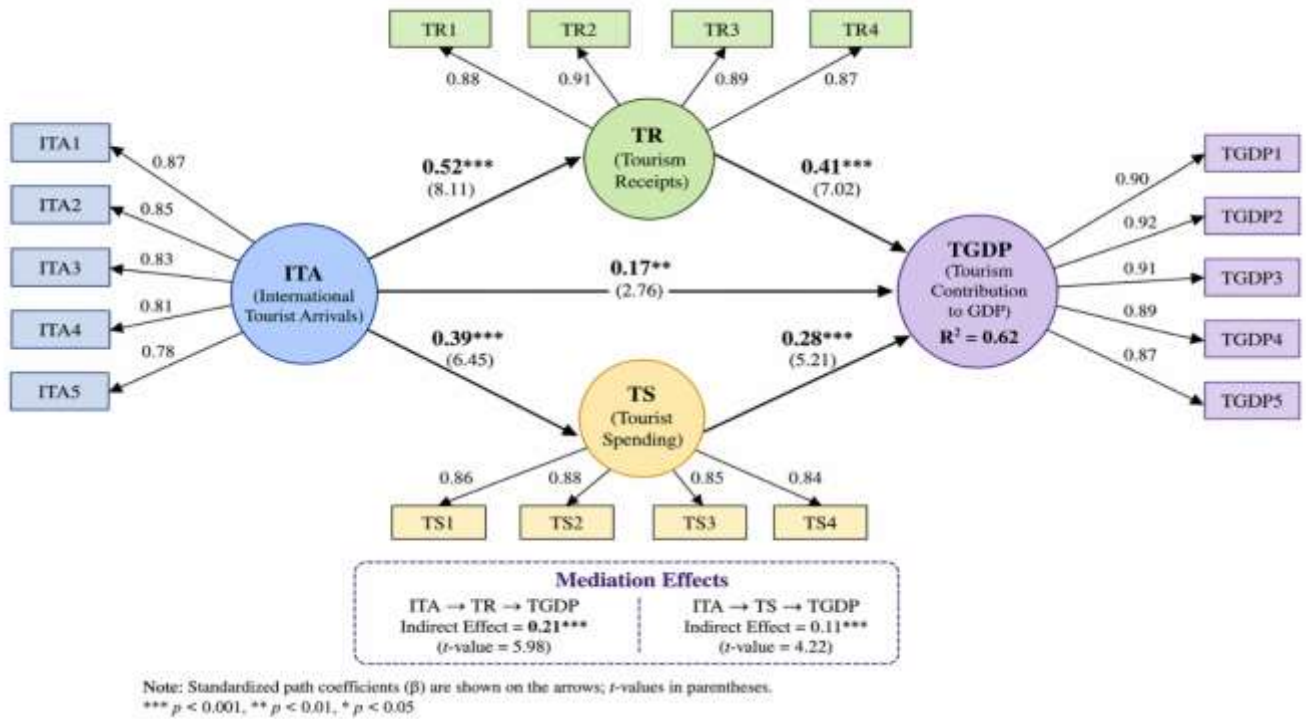 TR1
TR2
TR3
TR4
0.88
0.91
0.89
0.87
TR
(Tourism
Receipts)
ITA1
ITA2
ITA3
ITA4
ITA5
0.87
0.85
0.83
0.81
0.78
ITA
(International
Tourist Arrivals)
0.52***
(8.11)
0.41***
(7.02)
0.17**
(2.76)
0.39***
(6.45)
0.28***
(5.21)
TGDP
(Tourism
Contribution
to GDP)
R² = 0.62
0.90
0.92
0.91
0.89
0.87
TGDP1
TGDP2
TGDP3
TGDP4
TGDP5
TS
(Tourist
Spending)
0.86
0.88
0.85
0.84
TS1
TS2
TS3
TS4
Mediation Effects
ITA → TR → TGDP
Indirect Effect = 0.21***
(t-value = 5.98)
ITA → TS → TGDP
Indirect Effect = 0.11***
(t-value = 4.22)
Note: Standardized path coefficients (β) are shown on the arrows; t-values in parentheses.
*** p < 0.001, ** p < 0.01, * p < 0.05